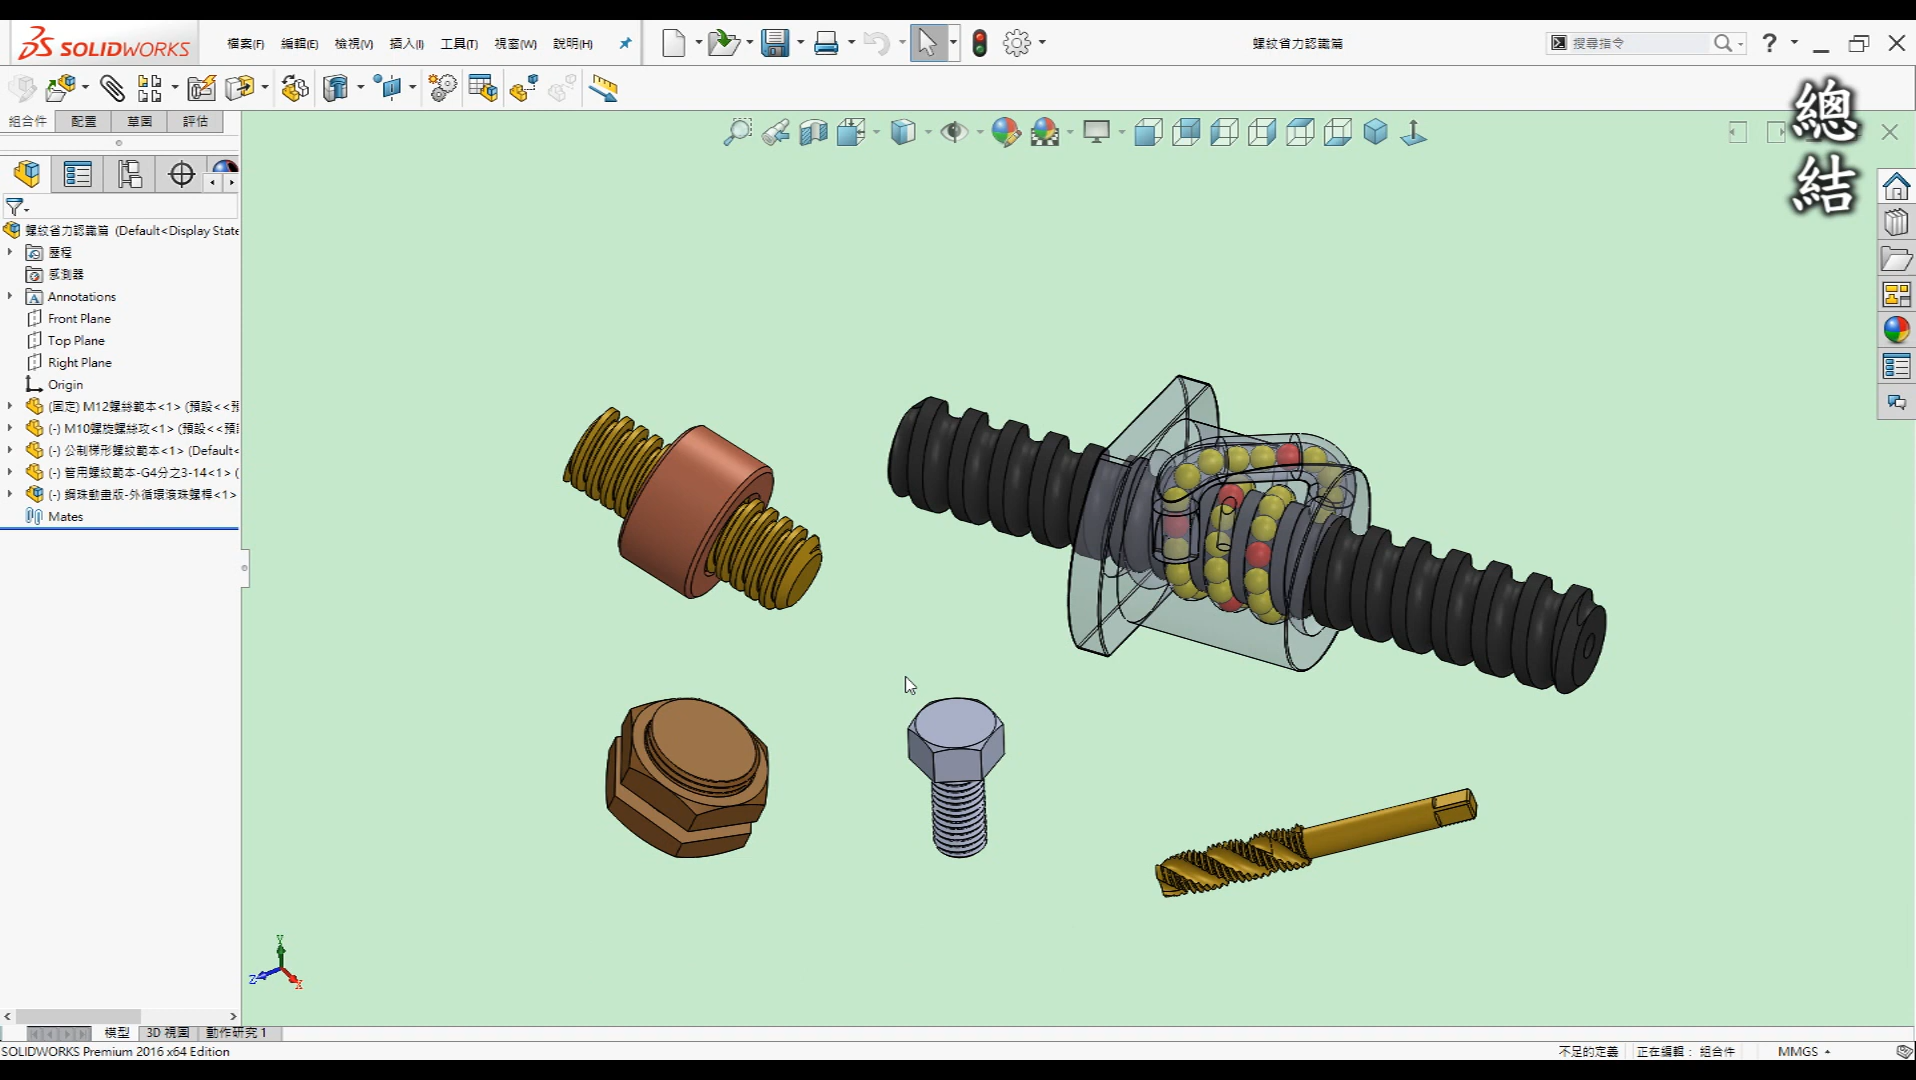 SOLIDWORKS
檔案(F) 編輯(E) 檢視(V) 插入(I) 工具(T) 視窗(W) 說明(H)
螺紋省力認識篇
搜尋指令
總結
組合件 配置 草圖 評估
螺紋省力認識篇 (Default<Display State
歷程
感測器
Annotations
Front Plane
Top Plane
Right Plane
Origin
(固定) M12螺絲範本<1> (預設<<預
(-) M10螺旋螺絲攻<1> (預設<<預
(-) 公制梯形螺紋範本<1> (Default<
(-) 管用螺紋範本-G4分之3-14<1> (
(-) 鋼珠動畫版-外循環滾珠螺桿<1>
Mates
Y
Z
X
模型 3D 視圖 動作研究 1
SOLIDWORKS Premium 2016 x64 Edition
不足的定義 正在編輯： 組合件 MMGS